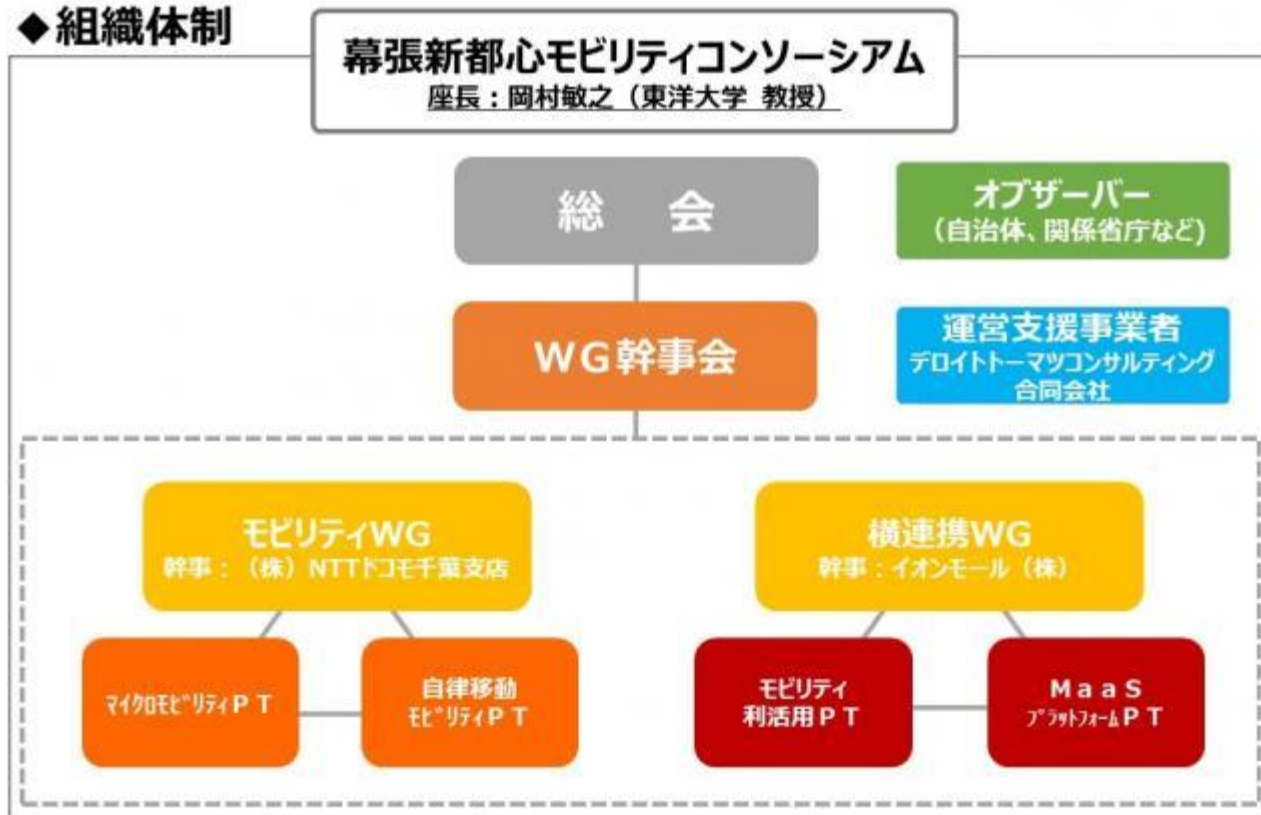 ◆組織体制
幕張新都心モビリティコンソーシアム
座長：岡村敏之（東洋大学 教授）
総　会
オブザーバー
（自治体、関係省庁など）
ＷＧ幹事会
運営支援事業者
デロイトトーマツコンサルティング
合同会社
モビリティWG
幹事：（株）NTTドコモ千葉支店
横連携WG
幹事：イオンモール（株）
ﾏｲｸﾛﾓﾋﾞﾘﾃｨＰＴ
自律移動
ﾓﾋﾞﾘﾃｨＰＴ
モビリティ
利活用ＰＴ
ＭａａＳ
ﾌﾟﾗｯﾄﾌｫｰﾑＰＴ